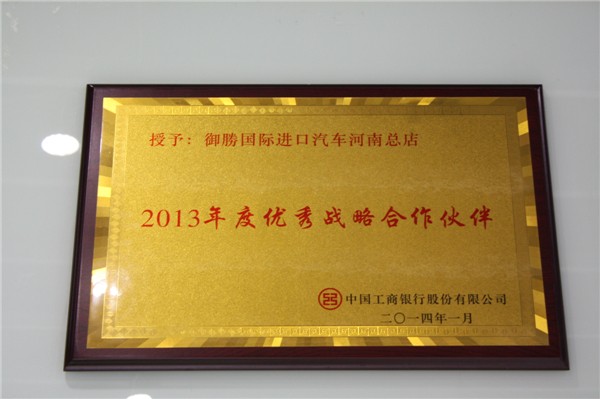 授予：御勝国际进口汽车河南总店
2013年度优秀战略合作伙伴
中国工商银行股份有限公司
二〇一四年一月